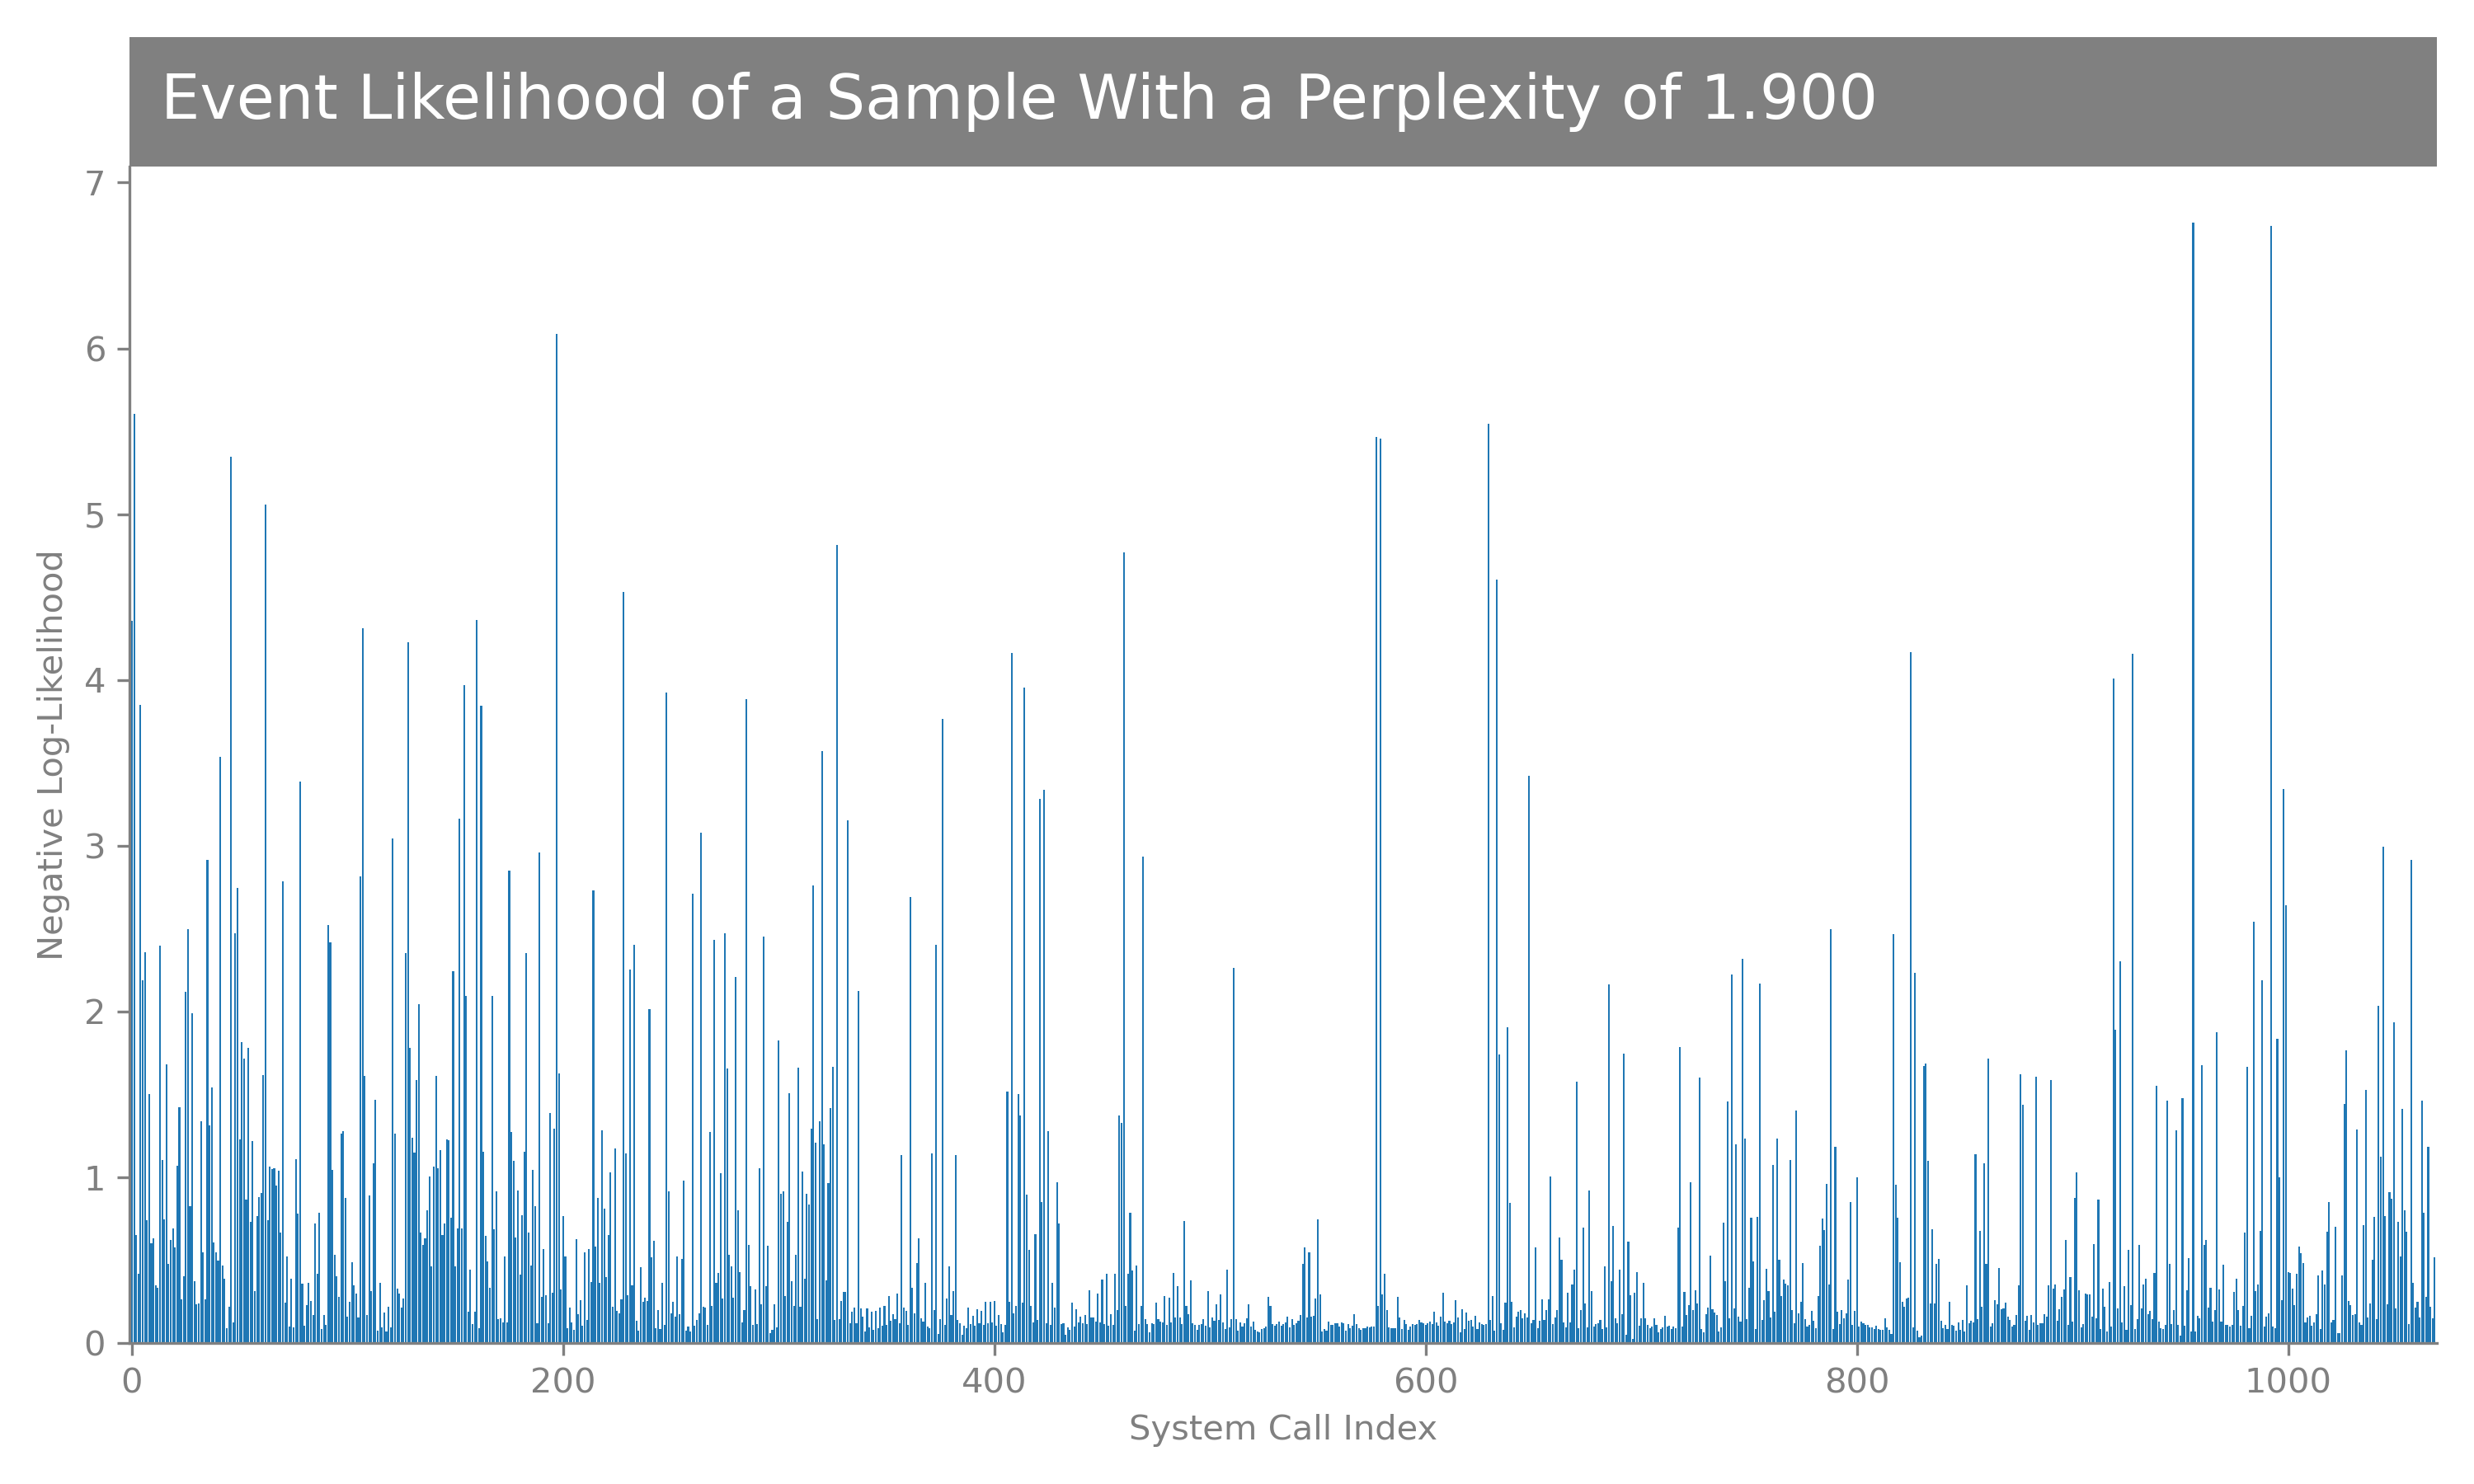 Event Likelihood of a Sample With a Perplexity of 1.900
7
6
5
4
3
2
1
0
Negative Log-Likelihood
0 200 400 600 800 1000
System Call Index